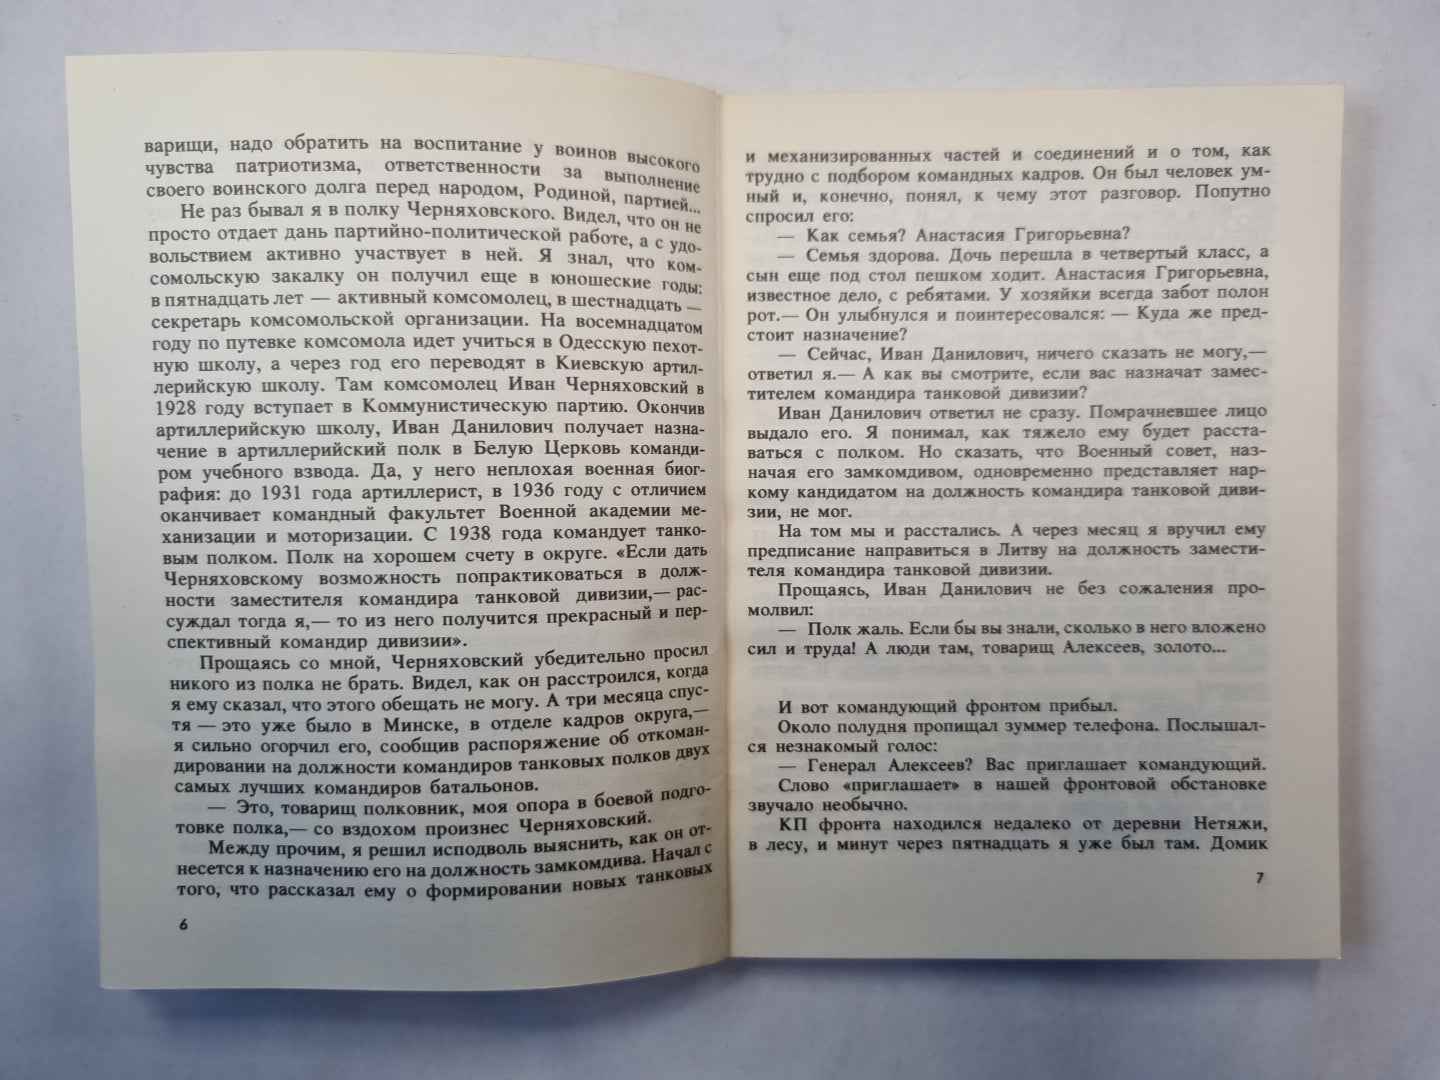 варищи, надо обратить на воспитание у воинов высокого
чувства патриотизма, ответственности за выполнение
своего воинского долга перед народом, Родиной, партией...
Не раз бывал я в полку Черняховского. Видел, что он не
просто отдает дань партийно-политической работе, а с удо-
вольствием активно участвует в ней. Я знал, что ком-
сомольскую закалку он получил еще в юношеские годы:
в пятнадцать лет — активный комсомолец, в шестнадцать —
секретарь комсомольской организации. На восемнадцатом
году по путевке комсомола идет учиться в Одесскую пехот-
ную школу, а через год его переводят в Киевскую артил-
лерийскую школу. Там комсомолец Иван Черняховский в
1928 году вступает в Коммунистическую партию. Окончив
артиллерийскую школу, Иван Данилович получает назна-
чение в артиллерийский полк в Белую Церковь команди-
ром учебного взвода. Да, у него неплохая военная биог-
рафия: до 1931 года артиллерист, в 1936 году с отличием
оканчивает командный факультет Военной академии ме-
ханизации и моторизации. С 1938 года командует танко-
вым полком. Полк на хорошем счету в округе. «Если дать
Черняховскому возможность попрактиковаться в долж-
ности заместителя командира танковой дивизии,— рас-
суждал тогда я,— то из него получится прекрасный и пер-
спективный командир дивизии».
Прощаясь со мной, Черняховский убедительно просил
никого из полка не брать. Видел, как он расстроился, когда
я ему сказал, что этого обещать не могу. А три месяца спус-
тя — это уже было в Минске, в отделе кадров округа,—
я сильно огорчил его, сообщив распоряжение об откоман-
дировании на должности командиров танковых полков двух
самых лучших командиров батальонов.
— Это, товарищ полковник, моя опора в боевой подго-
товке полка,— со вздохом произнес Черняховский.
Между прочим, я решил исподволь выяснить, как он от-
несется к назначению его на должность замкомдива. Начал с
того, что рассказал ему о формировании новых танковых
6
и механизированных частей и соединений и о том, как
трудно с подбором командных кадров. Он был человек ум-
ный и, конечно, понял, к чему этот разговор. Попутно
спросил его:
— Как семья? Анастасия Григорьевна?
— Семья здорова. Дочь перешла в четвертый класс, а
сын еще под стол пешком ходит. Анастасия Григорьевна,
известное дело, с ребятами. У хозяйки всегда забот полон
рот.— Он улыбнулся и поинтересовался: — Куда же пред-
стоит назначение?
— Сейчас, Иван Данилович, ничего сказать не могу,—
ответил я.— А как вы смотрите, если вас назначат замес-
тителем командира танковой дивизии?
Иван Данилович ответил не сразу. Помрачневшее лицо
выдало его. Я понимал, как тяжело ему будет расста-
ваться с полком. Но сказать, что Военный совет, наз-
начая его замкомдивом, одновременно представляет нар-
кому кандидатом на должность командира танковой диви-
зии, не мог.
На том мы и расстались. А через месяц я вручил ему
предписание направиться в Литву на должность замести-
теля командира танковой дивизии.
Прощаясь, Иван Данилович не без сожаления про-
молвил:
— Полк жаль. Если бы вы знали, сколько в него вложено
сил и труда! А люди там, товарищ Алексеев, золото...
И вот командующий фронтом прибыл.
Около полудня пропищал зуммер телефона. Послышал-
ся незнакомый голос:
— Генерал Алексеев? Вас приглашает командующий.
Слово «приглашает» в нашей фронтовой обстановке
звучало необычно.
КП фронта находился недалеко от деревни Нетяжи,
в лесу, и минут через пятнадцать я уже был там. Домик
7